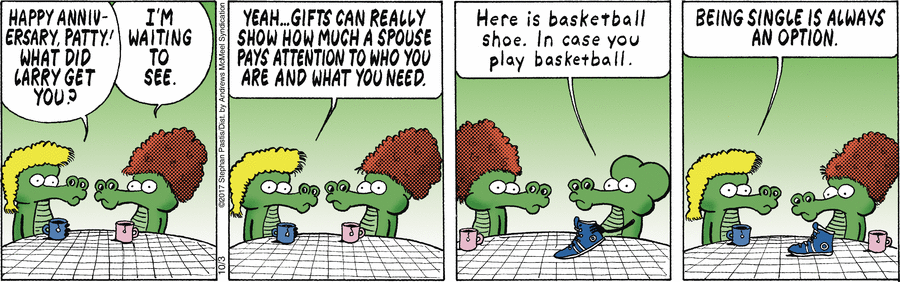 HAPPY ANNIV-
ERSARY, PATTY!
WHAT DID
LARRY GET
YOU?
I'M
WAITING
TO
SEE.
10/3 ©2017 Stephan Pastis/Dist. by Andrews McMeel Syndication
YEAH...GIFTS CAN REALLY
SHOW HOW MUCH A SPOUSE
PAYS ATTENTION TO WHO YOU
ARE AND WHAT YOU NEED.
Here is basketball
shoe. In case you
play basketball.
BEING SINGLE IS ALWAYS
AN OPTION.